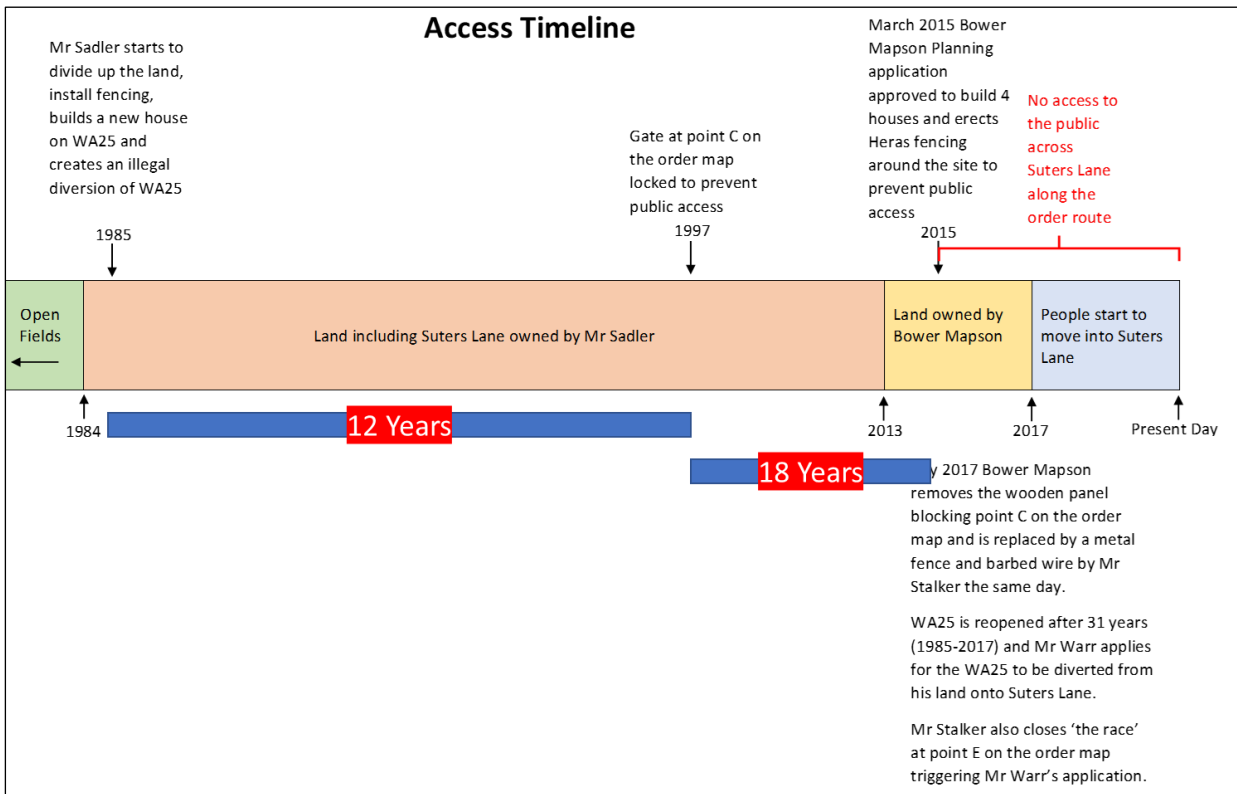 Access Timeline
Mr Sadler starts to
divide up the land,
install fencing,
builds a new house
on WA25 and
creates an illegal
diversion of WA25
1985
Gate at point C on
the order map
locked to prevent
public access
1997
March 2015 Bower
Mapson Planning
application
approved to build 4
houses and erects
Heras fencing
around the site to
prevent public
access
2015
No access to
the public
across
Suters Lane
along the
order route
Open
Fields
Land including Suters Lane owned by Mr Sadler
Land owned by
Bower Mapson
People start to
move into Suters
Lane
1984
12 Years
2013
2017
Present Day
18 Years
2017 Bower Mapson
removes the wooden panel
blocking point C on the order
map and is replaced by a metal
fence and barbed wire by Mr
Stalker the same day.
WA25 is reopened after 31 years
(1985-2017) and Mr Warr applies
for the WA25 to be diverted from
his land onto Suters Lane.
Mr Stalker also closes ‘the race’
at point E on the order map
triggering Mr Warr’s application.